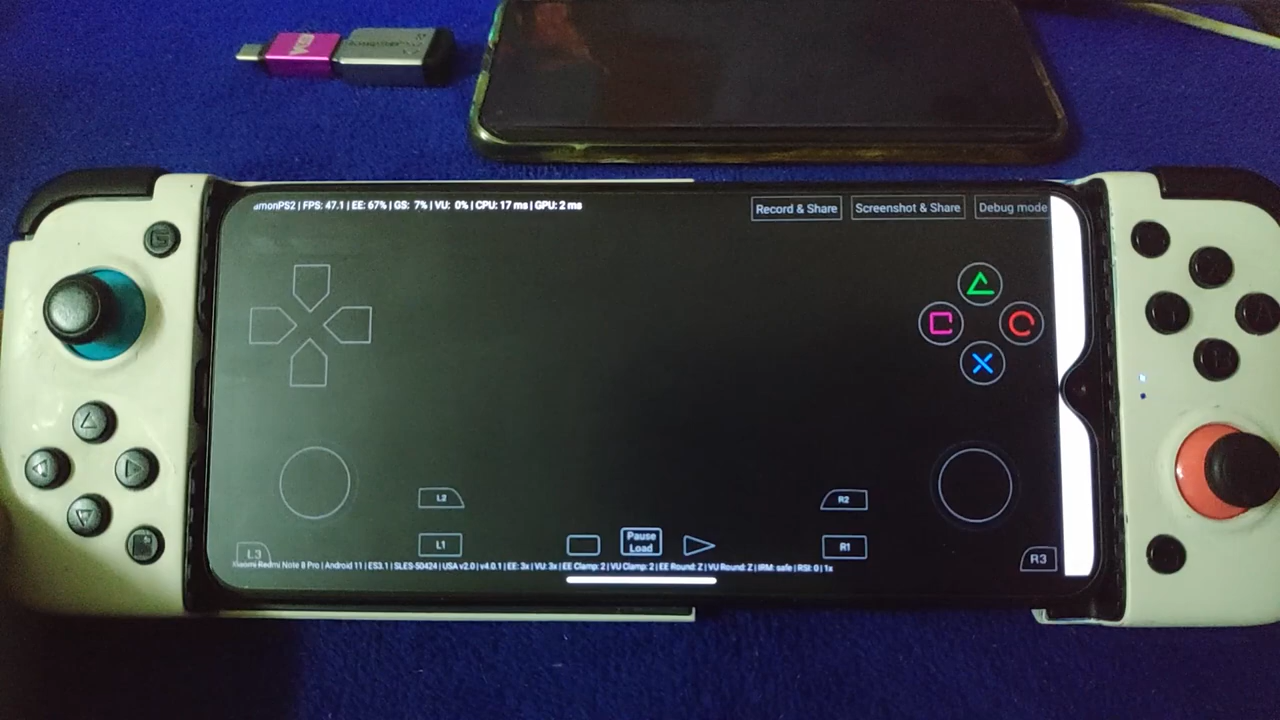 amonPS2 | FPS: 47.1 | EE: 67% | GS: 7% | VU: 0% | CPU: 17 ms | GPU: 2 ms
Record & Share
Screenshot & Share
Debug mode
L2
R2
L1
Pause
Load
R1
L3
R3
Xiaomi Redmi Note 8 Pro | Android 11 | ES3.1 | SLES-50424 | USA v2.0 | v4.0.1 | EE: 3x | VU: 3x | EE Clamp: 2 | VU Clamp: 2 | EE Round: Z | VU Round: Z | IRM: safe | RSI: 0 | 1x